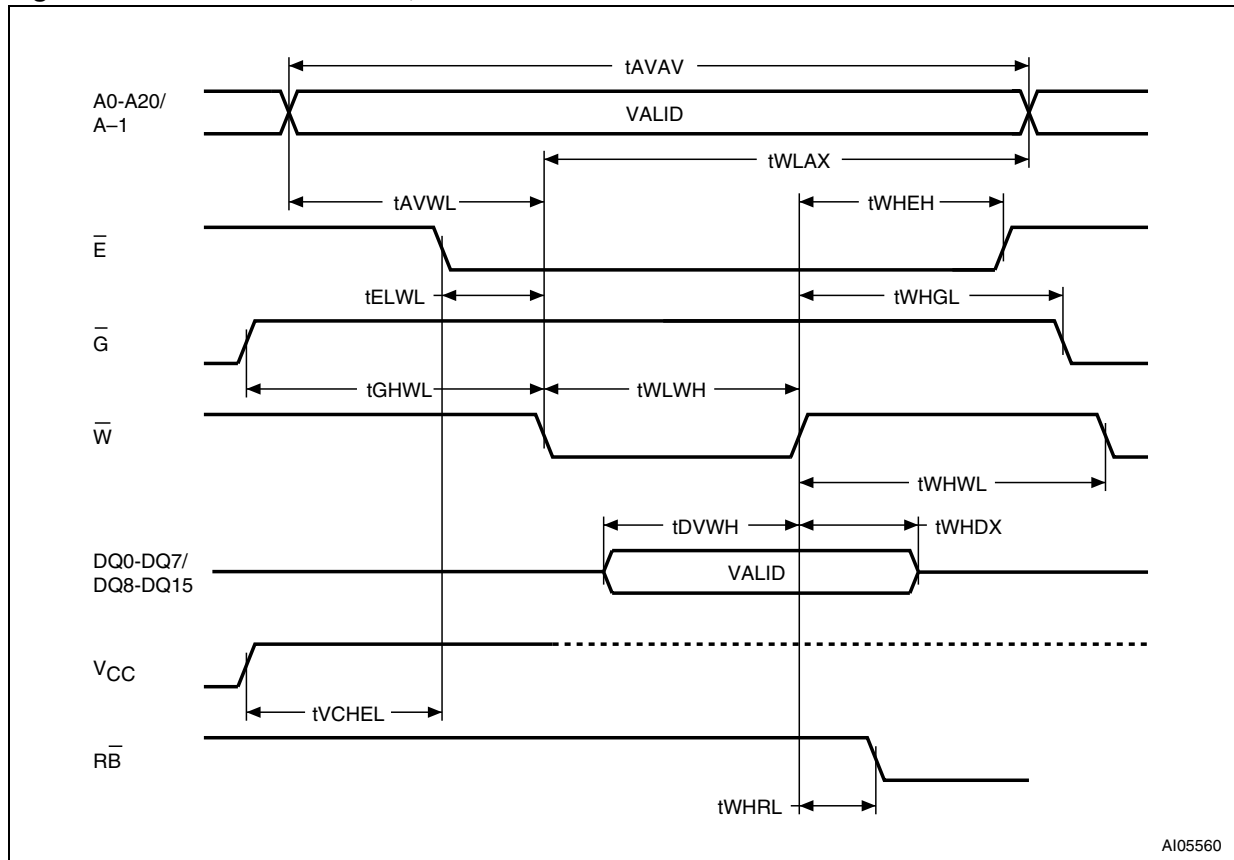 tAVAV
A0-A20/
A–1
VALID
tWLAX
tAVWL
tWHEH
E̅
tELWL
tWHGL
G̅
tGHWL
tWLWH
W̅
tWHWL
tDVWH
tWHDX
DQ0-DQ7/
DQ8-DQ15
VALID
VCC
tVCHEL
RB̅
tWHRL
AI05560